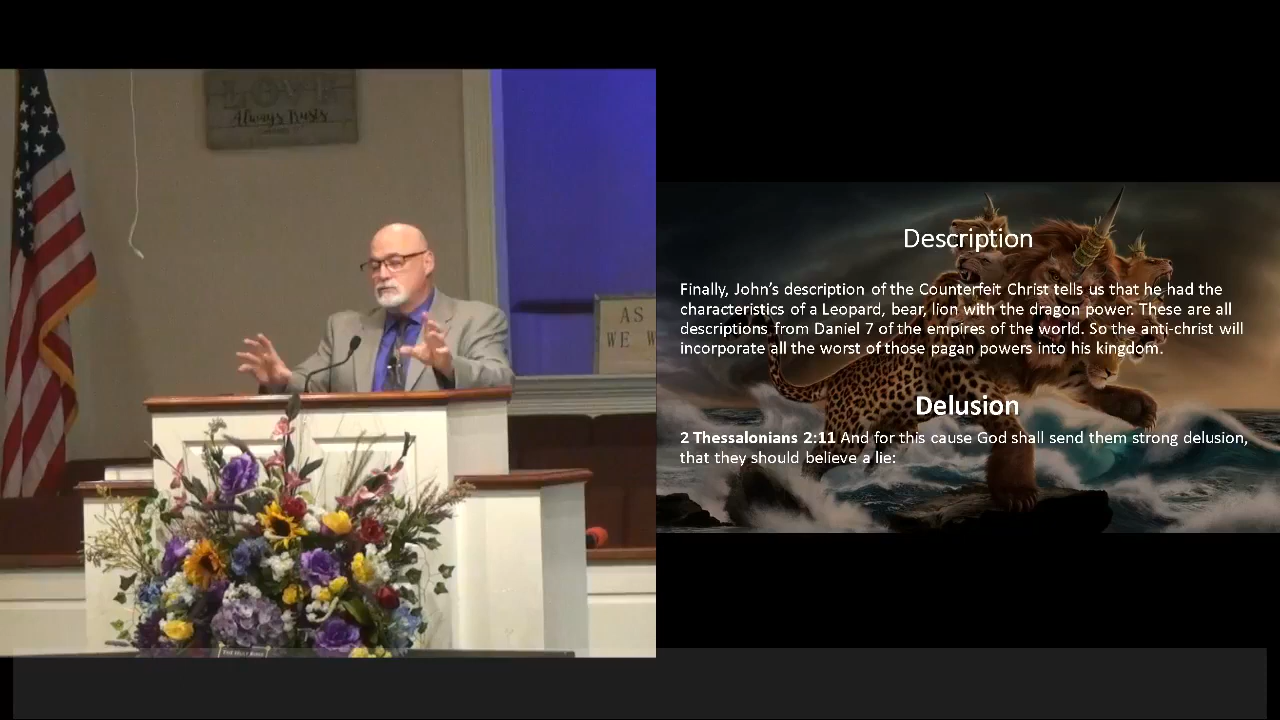 LOVE
Always Trusts
AS
WE W
THE HOLY BIBLE
Description
Finally, John’s description of the Counterfeit Christ tells us that he had the
characteristics of a Leopard, bear, lion with the dragon power. These are all
descriptions from Daniel 7 of the empires of the world. So the anti-christ will
incorporate all the worst of those pagan powers into his kingdom.
Delusion
2 Thessalonians 2:11 And for this cause God shall send them strong delusion,
that they should believe a lie: